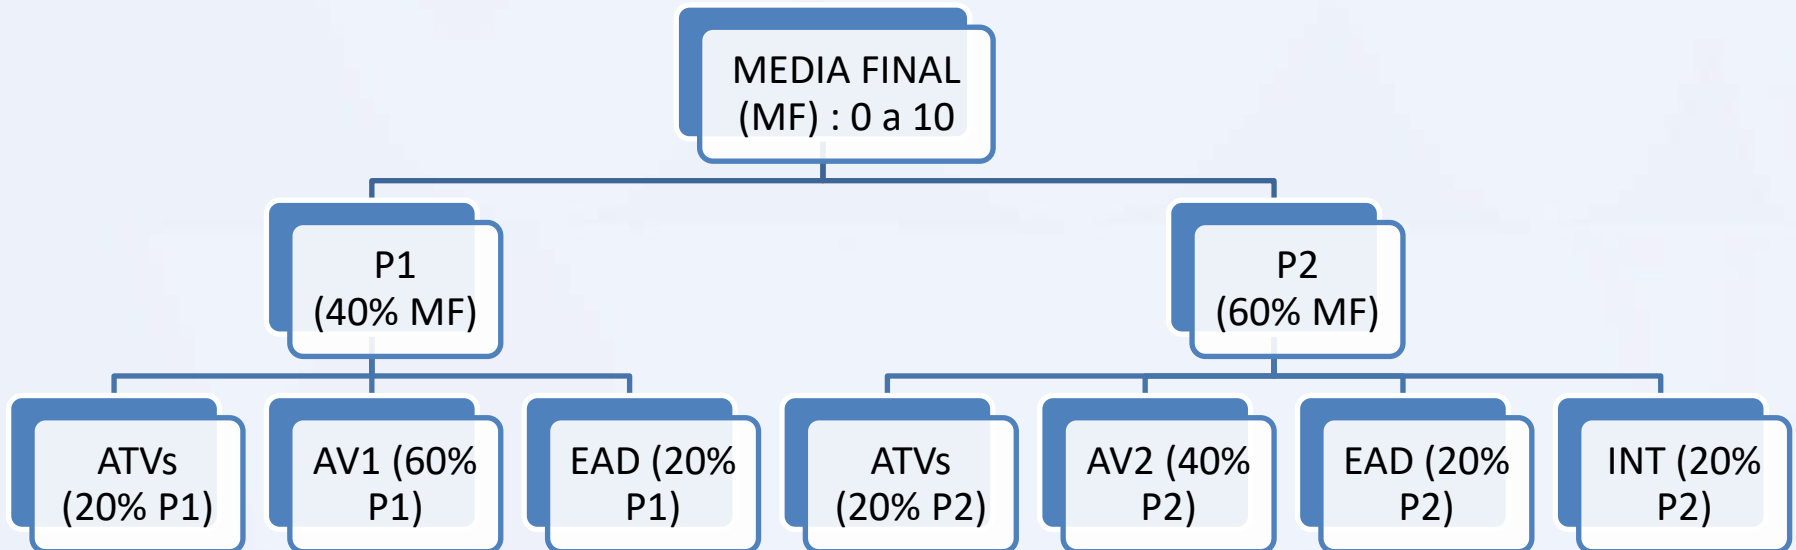 MEDIA FINAL
(MF) : 0 a 10
P1
(40% MF)
P2
(60% MF)
ATVs
(20% P1)
AV1 (60%
P1)
EAD (20%
P1)
ATVs
(20% P2)
AV2 (40%
P2)
EAD (20%
P2)
INT (20%
P2)